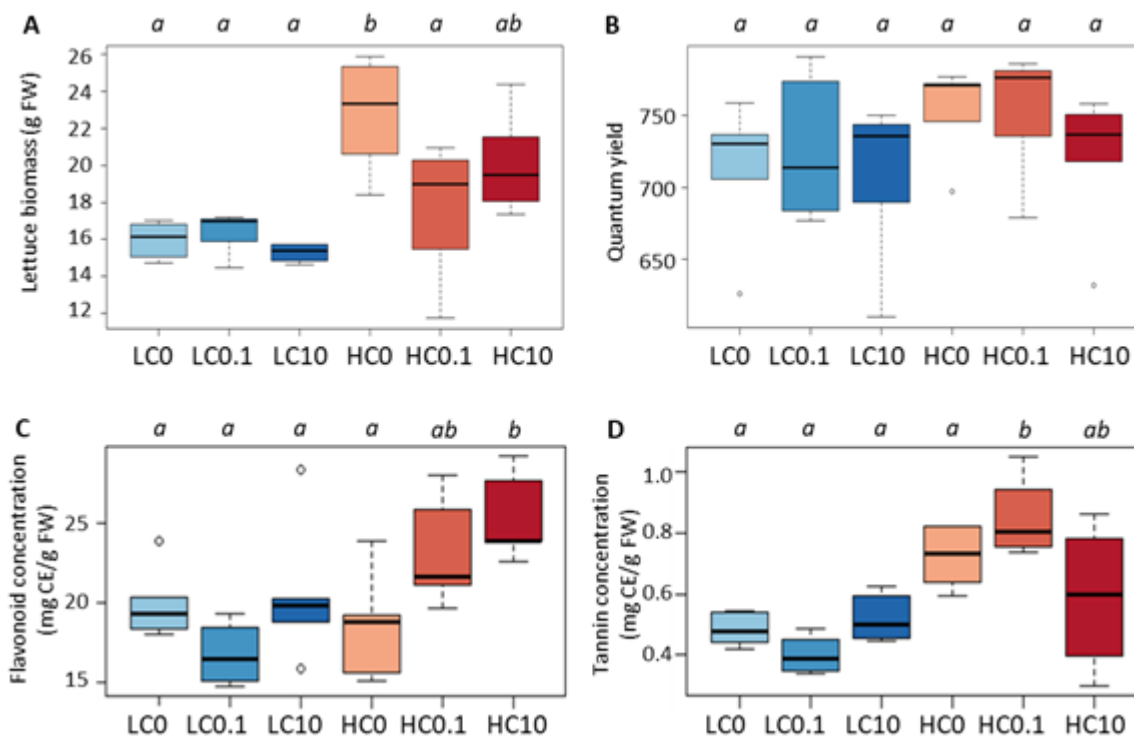 A
a a a b a ab
Lettuce biomass (g FW)
26
24
22
20
18
16
14
12
LC0 LC0.1 LC10 HC0 HC0.1 HC10
B
a a a a a a
Quantum yield
750
700
650
LC0 LC0.1 LC10 HC0 HC0.1 HC10
C
a a a a ab b
Flavonoid concentration
(mg CE/g FW)
25
20
15
LC0 LC0.1 LC10 HC0 HC0.1 HC10
D
a a a a b ab
Tannin concentration
(mg CE/g FW)
1.0
0.8
0.6
0.4
LC0 LC0.1 LC10 HC0 HC0.1 HC10